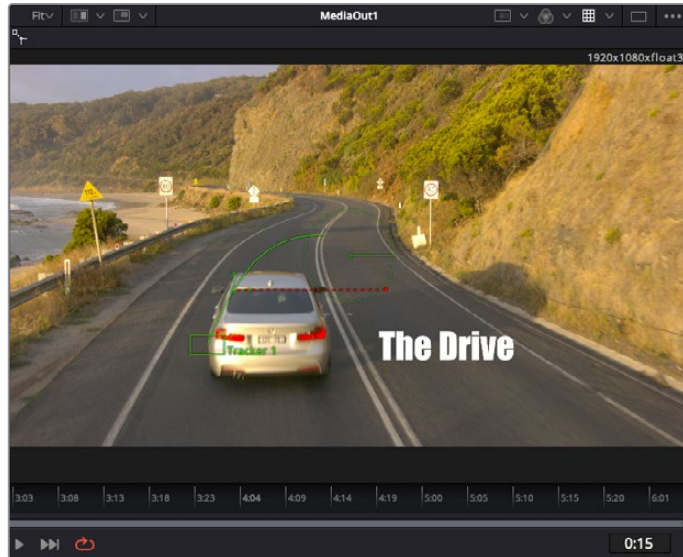 Fit
MediaOut1
1920x1080xfloat3
Tracker 1
The Drive
3:03 3:08 3:13 3:18 3:23 4:04 4:09 4:14 4:19 5:00 5:05 5:10 5:15 5:20 6:01
0:15